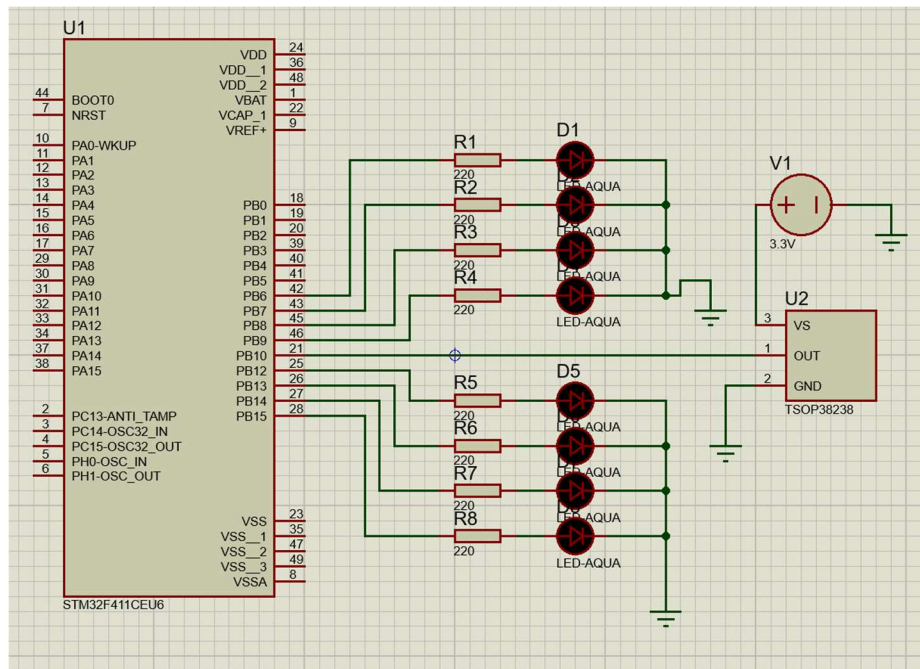 U1
VDD 24
VDD__1 36
VDD__2 48
44 BOOT0
VBAT 1
7 NRST
VCAP_1 22
VREF+ 9
10 PA0-WKUP
11 PA1
12 PA2
13 PA3
14 PA4
PB0 18
15 PA5
PB1 19
16 PA6
PB2 20
17 PA7
PB3 39
29 PA8
PB4 40
30 PA9
PB5 41
31 PA10
PB6 42
32 PA11
PB7 43
33 PA12
PB8 45
34 PA13
PB9 46
37 PA14
PB10 21
38 PA15
PB12 25
PB13 26
PB14 27
2 PC13-ANTI_TAMP
PB15 28
3 PC14-OSC32_IN
4 PC15-OSC32_OUT
5 PH0-OSC_IN
6 PH1-OSC_OUT
VSS 23
VSS__1 35
VSS__2 47
VSS__3 49
VSSA 8
STM32F411CEU6
R1
220
R2
220
R3
220
R4
220
D1
LED-AQUA
LED-AQUA
LED-AQUA
LED-AQUA
R5
220
R6
220
R7
220
R8
220
D5
LED-AQUA
LED-AQUA
LED-AQUA
LED-AQUA
V1
+
3.3V
U2
3 VS
1 OUT
2 GND
TSOP38238